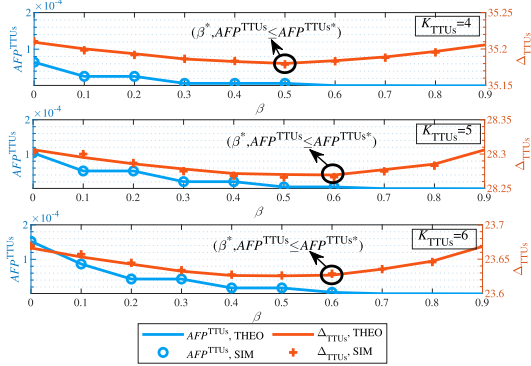 2 × 10⁻⁴
35.25
(β*, AFP^TTUs ≤ AFP^TTUs*)
K_TTUs=4
AFP^TTUs
1
35.2
Δ_TTUs
35.15
0 0.1 0.2 0.3 0.4 0.5 0.6 0.7 0.8 0.9
β
2 × 10⁻⁴
28.35
(β*, AFP^TTUs ≤ AFP^TTUs*)
K_TTUs=5
AFP^TTUs
1
28.3
Δ_TTUs
28.25
0 0.1 0.2 0.3 0.4 0.5 0.6 0.7 0.8 0.9
β
2 × 10⁻⁴
23.7
(β*, AFP^TTUs ≤ AFP^TTUs*)
K_TTUs=6
AFP^TTUs
1
23.65
Δ_TTUs
23.6
0 0.1 0.2 0.3 0.4 0.5 0.6 0.7 0.8 0.9
β
AFP^TTUs, THEO Δ_TTUs, THEO
AFP^TTUs, SIM Δ_TTUs, SIM